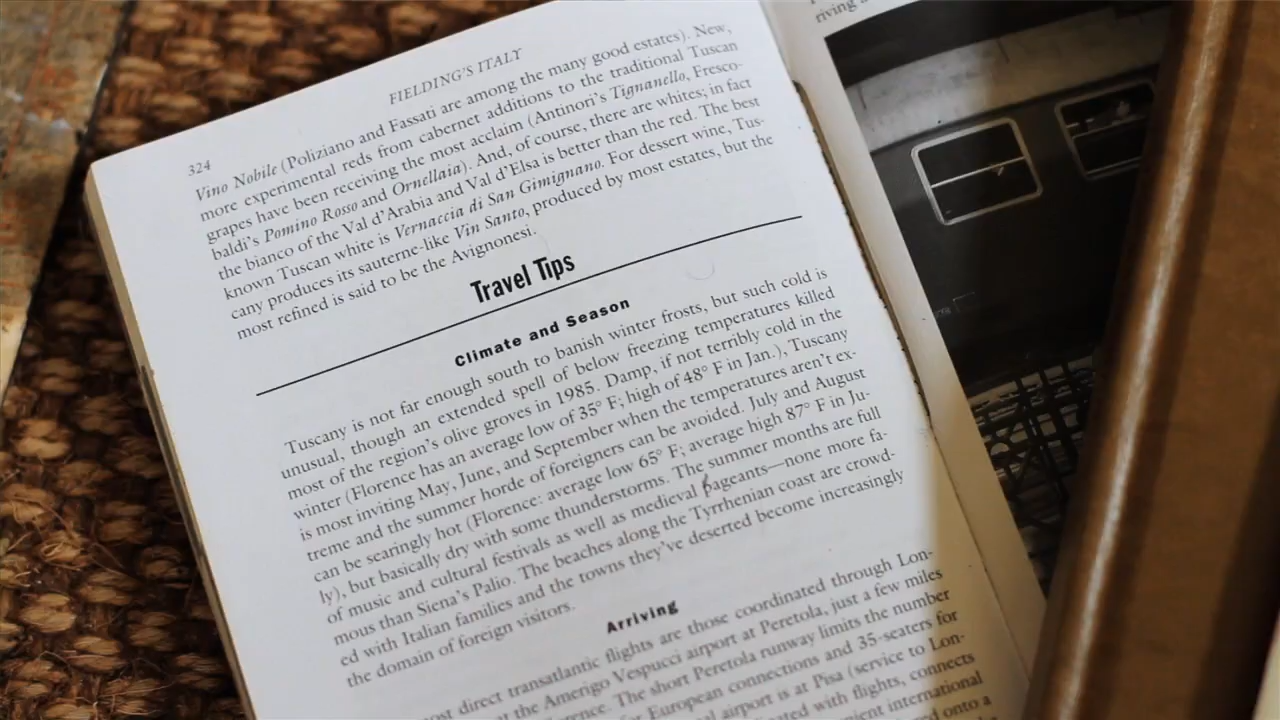 riving a
FIELDING'S ITALY
324
Vino Nobile (Poliziano and Fassati are among the many good estates). New,
more experimental reds from cabernet additions to the traditional Tuscan
grapes have been receiving the most acclaim (Antinori's Tignanello, Fresco-
baldi's Pomino Rosso and Ornellaia). And, of course, there are whites; in fact
the bianco of the Val d'Arabia and Val d'Elsa is better than the red. The best
known Tuscan white is Vernaccia di San Gimignano. For dessert wine, Tus-
cany produces its sauterne-like Vin Santo, produced by most estates, but the
most refined is said to be the Avignonesi.
Travel Tips
Climate and Season
Tuscany is not far enough south to banish winter frosts, but such cold is
unusual, though an extended spell of below freezing temperatures killed
most of the region's olive groves in 1985. Damp, if not terribly cold in the
winter (Florence has an average low of 35° F; high of 48° F in Jan.), Tuscany
is most inviting May, June, and September when the temperatures aren't ex-
treme and the summer horde of foreigners can be avoided. July and August
can be searingly hot (Florence: average low 65° F; average high 87° F in Ju-
ly), but basically dry with some thunderstorms. The summer months are full
of music and cultural festivals as well as medieval pageants—none more fa-
mous than Siena's Palio. The beaches along the Tyrrhenian coast are crowd-
ed with Italian families and the towns they've deserted become increasingly
the domain of foreign visitors.
Arriving
most direct transatlantic flights are those coordinated through Lon-
at the Amerigo Vespucci airport at Peretola, just a few miles
The short Peretola runway limits the number
for European connections and 35-seaters for
airport is at Pisa (service to Lon-
with flights, connects
international
onto a